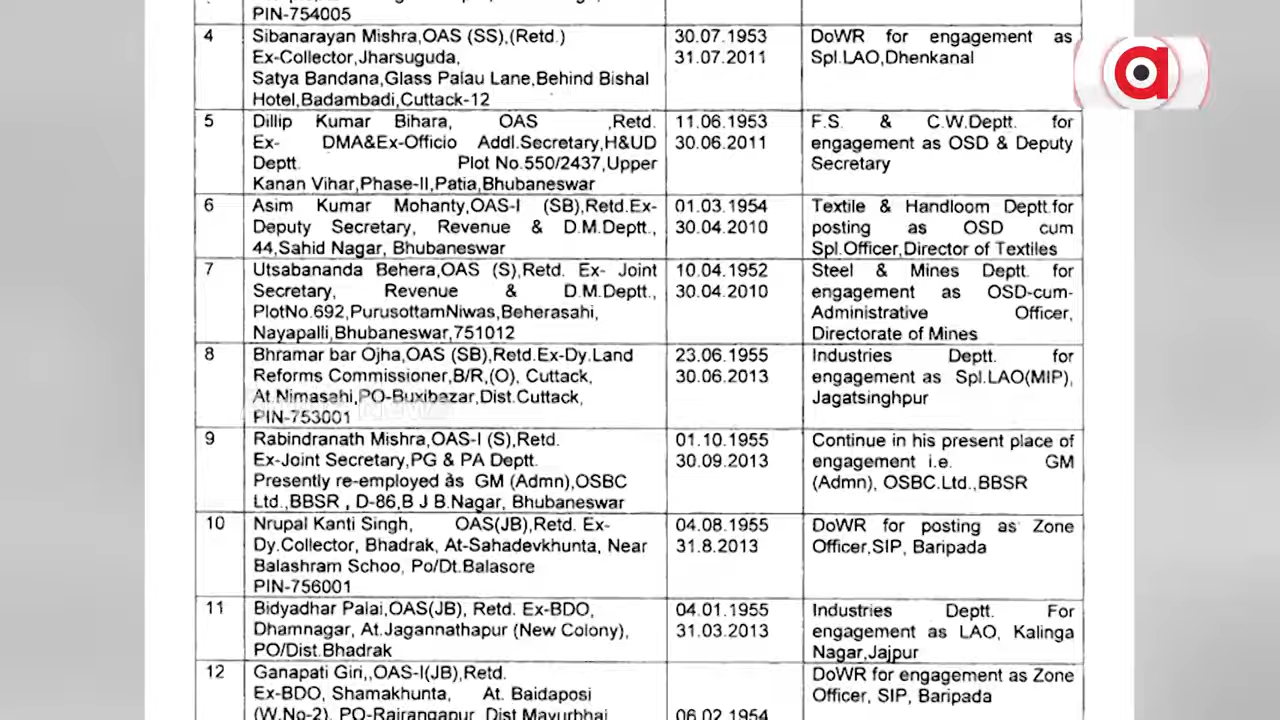 PIN-754005
4 Sibanarayan Mishra,OAS (SS),(Retd.) 30.07.1953 DoWR for engagement as
Ex-Collector,Jharsuguda, 31.07.2011 Spl.LAO,Dhenkanal
Satya Bandana,Glass Palau Lane,Behind Bishal
Hotel,Badambadi,Cuttack-12
5 Dillip Kumar Bihara, OAS ,Retd. 11.06.1953 F.S. & C.W.Deptt. for
Ex- DMA&Ex-Officio Addl.Secretary,H&UD 30.06.2011 engagement as OSD & Deputy
Deptt. Plot No.550/2437,Upper Secretary
Kanan Vihar,Phase-II,Patia,Bhubaneswar
6 Asim Kumar Mohanty,OAS-I (SB),Retd.Ex- 01.03.1954 Textile & Handloom Deptt.for
Deputy Secretary, Revenue & D.M.Deptt., 30.04.2010 posting as OSD cum
44,Sahid Nagar, Bhubaneswar Spl.Officer,Director of Textiles
7 Utsabananda Behera,OAS (S),Retd. Ex- Joint 10.04.1952 Steel & Mines Deptt. for
Secretary, Revenue & D.M.Deptt., 30.04.2010 engagement as OSD-cum-
PlotNo.692,PurusottamNiwas,Beherasahi, Administrative Officer,
Nayapalli,Bhubaneswar,751012 Directorate of Mines
8 Bhramar bar Ojha,OAS (SB),Retd.Ex-Dy.Land 23.06.1955 Industries Deptt. for
Reforms Commissioner,B/R,(O), Cuttack, 30.06.2013 engagement as Spl.LAO(MIP),
At.Nimasahi,PO-Buxibazar,Dist.Cuttack, Jagatsinghpur
PIN-753001
9 Rabindranath Mishra,OAS-I (S),Retd. 01.10.1955 Continue in his present place of
Ex-Joint Secretary,PG & PA Deptt. 30.09.2013 engagement i.e. GM
Presently re-employed as GM (Admn),OSBC (Admn), OSBC.Ltd.,BBSR
Ltd.,BBSR , D-86,B J B.Nagar, Bhubaneswar
10 Nrupal Kanti Singh, OAS(JB),Retd. Ex- 04.08.1955 DoWR for posting as Zone
Dy.Collector, Bhadrak, At-Sahadevkhunta, Near 31.8.2013 Officer,SIP, Baripada
Balashram Schoo, Po/Dt.Balasore
PIN-756001
11 Bidyadhar Palai,OAS(JB), Retd. Ex-BDO, 04.01.1955 Industries Deptt. For
Dhamnagar, At.Jagannathapur (New Colony), 31.03.2013 engagement as LAO, Kalinga
PO/Dist.Bhadrak Nagar,Jajpur
12 Ganapati Giri,,OAS-I(JB),Retd. DoWR for engagement as Zone
Ex-BDO, Shamakhunta, At. Baidaposi Officer, SIP, Baripada
(W.No-2), PO-Rairangapur, Dist Mayurbhaj 06.02.1954